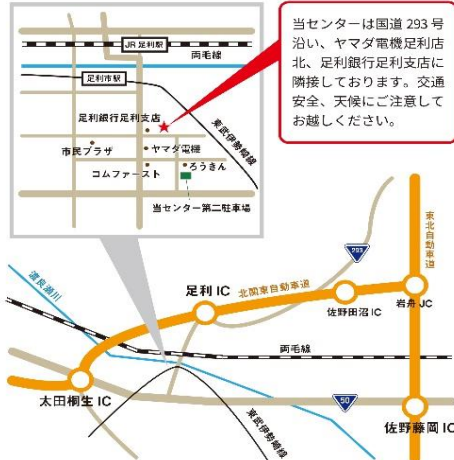 JR 足利駅
両毛線
足利市駅
足利銀行足利支店
東武伊勢崎線
市民プラザ
ヤマダ電機
コムファースト
ろうきん
当センター第二駐車場
当センターは国道 293 号
沿い、ヤマダ電機足利店
北、足利銀行足利支店に
隣接しております。交通
安全、天候にご注意して
お越しください。
渡良瀬川
293
東北自動車道
足利 IC
北関東自動車道
佐野田沼 IC
岩舟 JC
両毛線
太田桐生 IC
50
東武伊勢崎線
佐野藤岡 IC